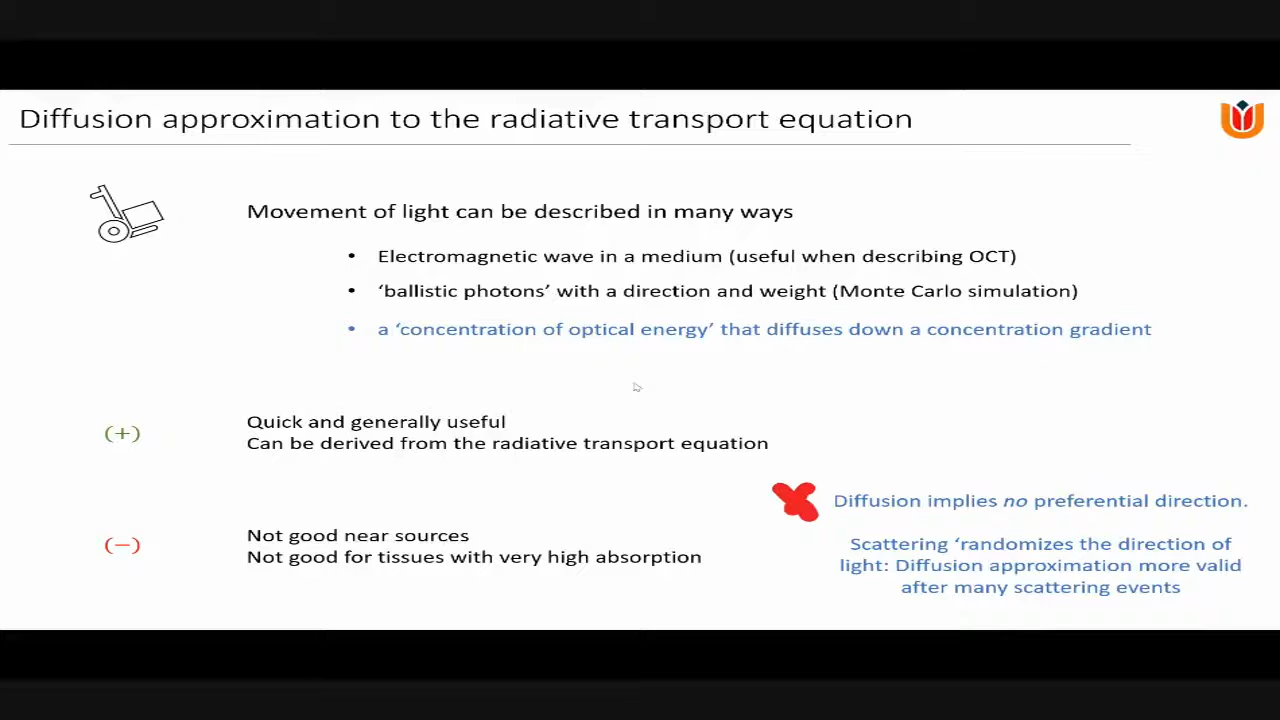 Diffusion approximation to the radiative transport equation
Movement of light can be described in many ways
• Electromagnetic wave in a medium (useful when describing OCT)
• ‘ballistic photons’ with a direction and weight (Monte Carlo simulation)
• a ‘concentration of optical energy’ that diffuses down a concentration gradient
(+)
Quick and generally useful
Can be derived from the radiative transport equation
(−)
Not good near sources
Not good for tissues with very high absorption
Diffusion implies no preferential direction.
Scattering ‘randomizes the direction of
light: Diffusion approximation more valid
after many scattering events